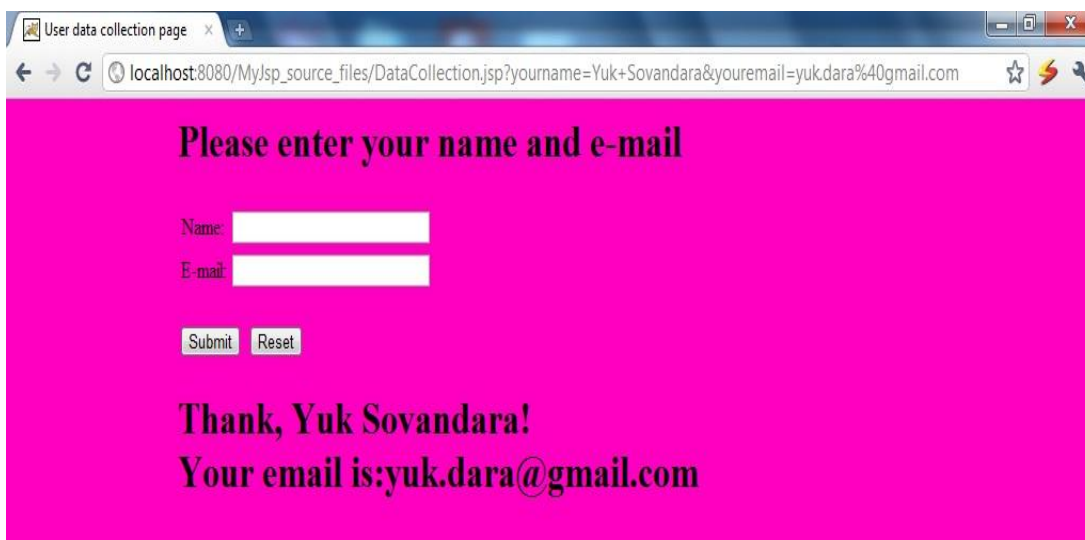 User data collection page
localhost:8080/MyJsp_source_files/DataCollection.jsp?yourname=Yuk+Sovandara&youremail=yuk.dara%40gmail.com
Please enter your name and e-mail
Name:
E-mail:
Submit Reset
Thank, Yuk Sovandara!
Your email is:yuk.dara@gmail.com